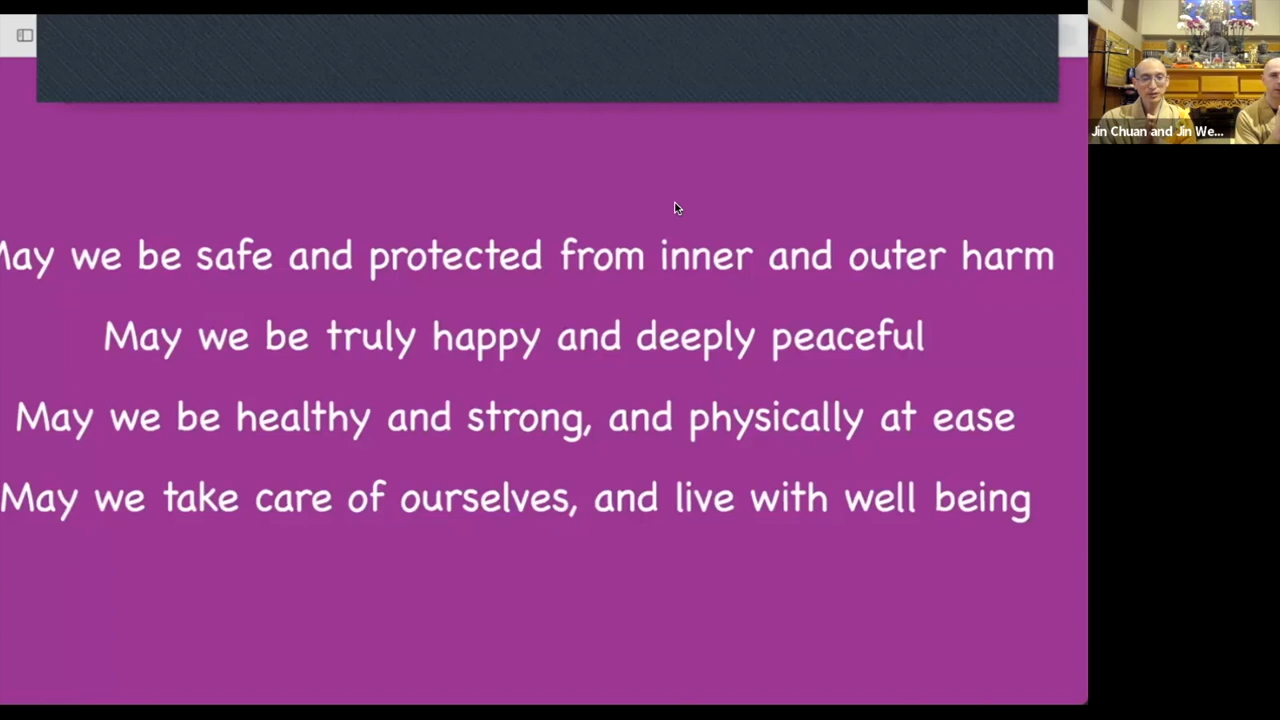 May we be safe and protected from inner and outer harm
May we be truly happy and deeply peaceful
May we be healthy and strong, and physically at ease
May we take care of ourselves, and live with well being
Jin Chuan and Jin We...